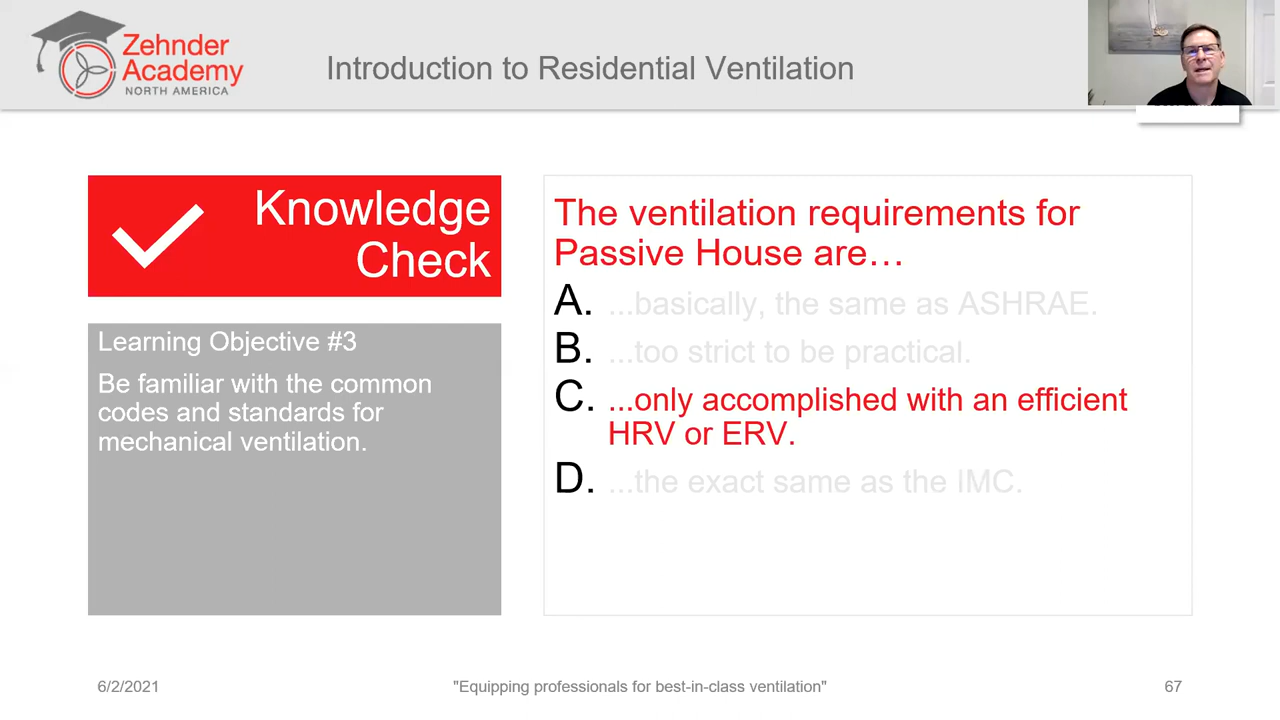 Zehnder
Academy
NORTH AMERICA
Introduction to Residential Ventilation
Knowledge
Check
Learning Objective #3
Be familiar with the common
codes and standards for
mechanical ventilation.
The ventilation requirements for
Passive House are…
A. ...basically, the same as ASHRAE.
B. ...too strict to be practical.
C. ...only accomplished with an efficient
HRV or ERV.
D. ...the exact same as the IMC.
6/2/2021
"Equipping professionals for best-in-class ventilation"
67